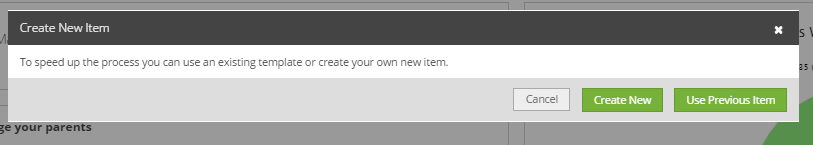 Create New Item
To speed up the process you can use an existing template or create your own new item.
Cancel
Create New
Use Previous Item
ge your parents